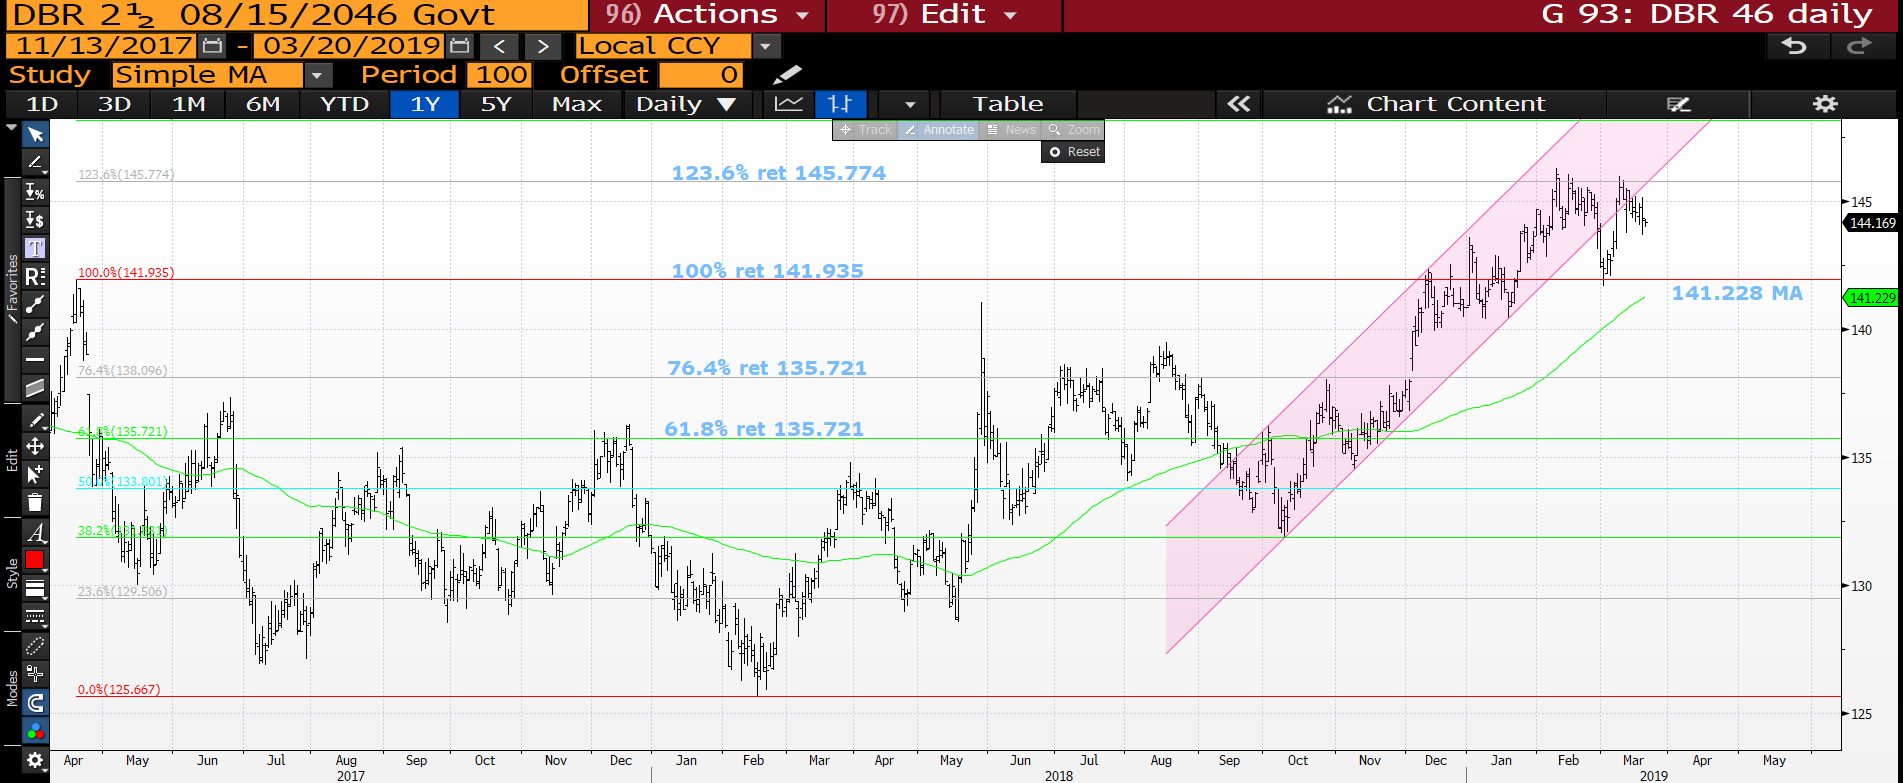 DBR 2½ 08/15/2046 Govt 96) Actions 97) Edit G 93: DBR 46 daily
11/13/2017 - 03/20/2019 < > Local CCY
Study Simple MA Period 100 Offset 0
1D 3D 1M 6M YTD 1Y 5Y Max Daily ▼ Table « Chart Content
Track Annotate News Zoom
Reset
123.6%(145.774)
123.6% ret 145.774
145
144.169
100.0%(141.935)
100% ret 141.935
141.228 MA
141.229
140
76.4%(138.096)
76.4% ret 135.721
61.8%(135.721)
61.8% ret 135.721
135
50.0%(133.801)
38.2%(131.881)
130
23.6%(129.506)
0.0%(125.667)
125
Favorites
Edit
Style
Modes
% 
$
T
R
A
Apr May Jun Jul Aug Sep Oct Nov Dec Jan Feb Mar Apr May Jun Jul Aug Sep Oct Nov Dec Jan Feb Mar Apr May
2017 2018 2019